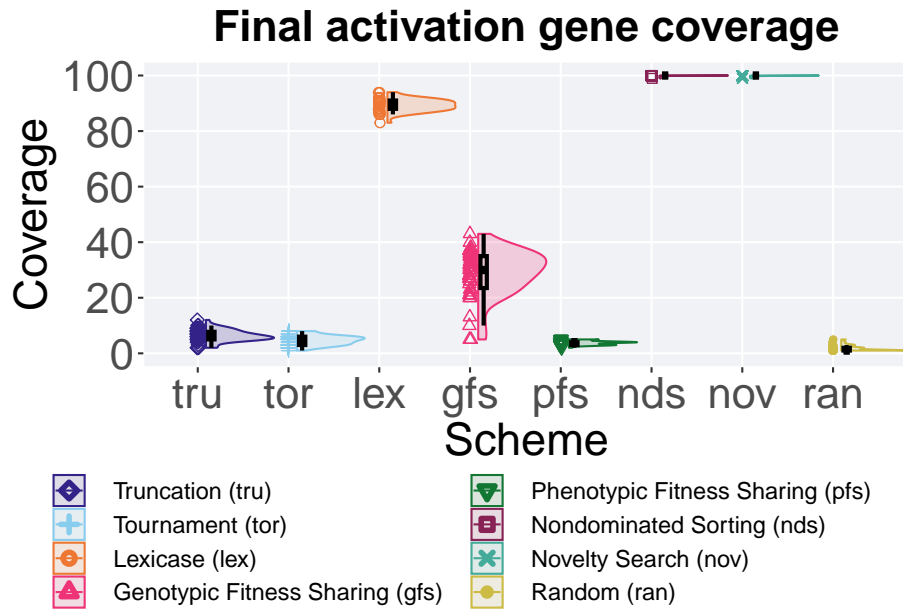 Final activation gene coverage
Coverage
100
80
60
40
20
0
tru tor lex gfs pfs nds nov ran
Scheme
Truncation (tru)
Tournament (tor)
Lexicase (lex)
Genotypic Fitness Sharing (gfs)
Phenotypic Fitness Sharing (pfs)
Nondominated Sorting (nds)
Novelty Search (nov)
Random (ran)